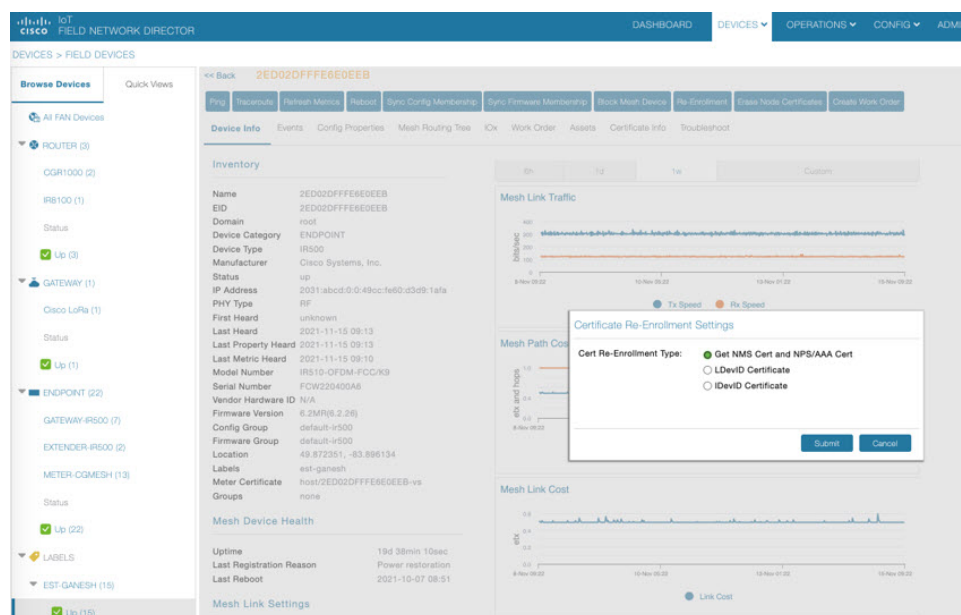 IoT
CISCO FIELD NETWORK DIRECTOR
DASHBOARD DEVICES OPERATIONS CONFIG ADMI
DEVICES > FIELD DEVICES
Browse Devices Quick Views
All FAN Devices
ROUTER (3)
CGR1000 (2)
IR8100 (1)
Status
Up (3)
GATEWAY (1)
Cisco LoRa (1)
Status
Up (1)
ENDPOINT (22)
GATEWAY-IR500 (7)
EXTENDER-IR500 (2)
METER-CGMESH (13)
Status
Up (22)
LABELS
EST-GANESH (15)
Up (15)
<< Back 2ED02DFFFE6E0EEB
Ping Traceroute Refresh Metrics Reboot Sync Config Membership Sync Firmware Membership Block Mesh Device Re-Enrollment Erase Node Certificates Create Work Order
Device Info Events Config Properties Mesh Routing Tree IOx Work Order Assets Certificate Info Troubleshoot
Inventory
Name 2ED02DFFFE6E0EEB
EID 2ED02DFFFE6E0EEB
Domain root
Device Category ENDPOINT
Device Type IR500
Manufacturer Cisco Systems, Inc.
Status up
IP Address 2031:abcd:0:0:49cc:fe60:d3d9:1afa
PHY Type RF
First Heard unknown
Last Heard 2021-11-15 09:13
Last Property Heard 2021-11-15 09:13
Last Metric Heard 2021-11-15 09:10
Model Number IR510-OFDM-FCC/K9
Serial Number FCW220400A6
Vendor Hardware ID N/A
Firmware Version 6.2MR(6.2.26)
Config Group default-ir500
Firmware Group default-ir500
Location 49.872351, -83.896134
Labels est-ganesh
Meter Certificate host/2ED02DFFFE6E0EEB-vs
Groups none
Mesh Device Health
Uptime 19d 38min 10sec
Last Registration Reason Power restoration
Last Reboot 2021-10-07 08:51
Mesh Link Settings
6h 1d 1w Custom
Mesh Link Traffic
bits/sec
400
300
200
100
0
Tx Speed Rx Speed
Mesh Path Cos
etx and hops
Certificate Re-Enrollment Settings
Cert Re-Enrollment Type: Get NMS Cert and NPS/AAA Cert
LDevID Certificate
IDevID Certificate
Submit Cancel
Mesh Link Cost
etx
Link Cost